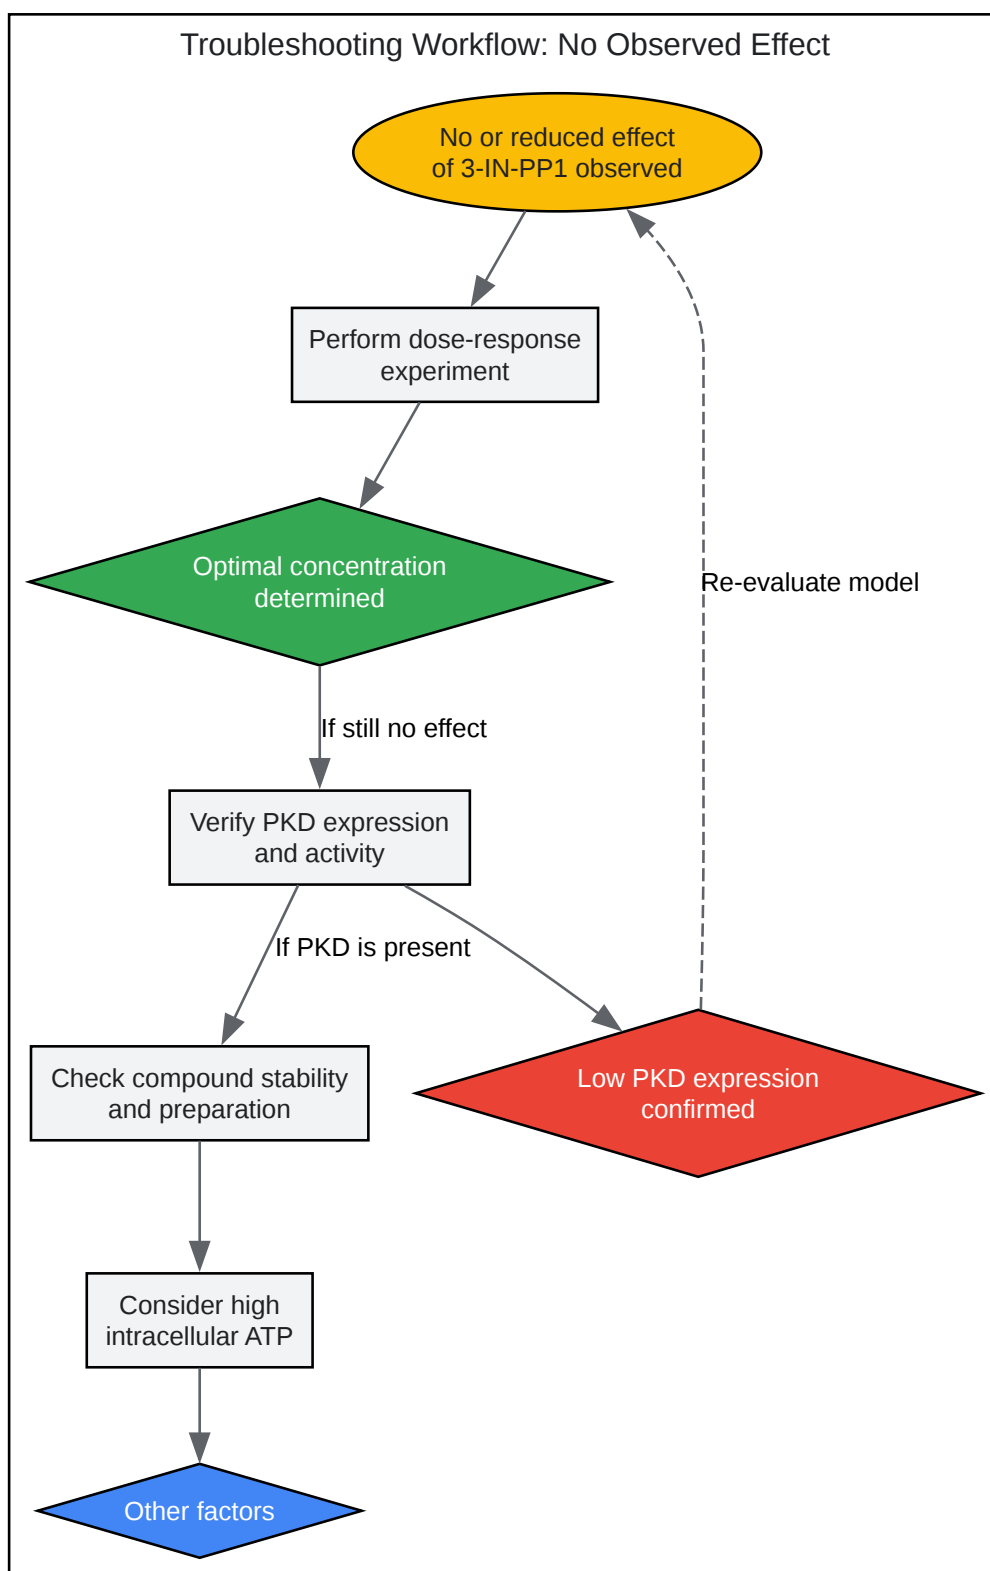 Troubleshooting Workflow: No Observed Effect
No or reduced effect
of 3-IN-PP1 observed
Perform dose-response
experiment
Optimal concentration
determined
Re-evaluate model
If still no effect
Verify PKD expression
and activity
If PKD is present
Check compound stability
and preparation
Low PKD expression
confirmed
Consider high
intracellular ATP
Other factors